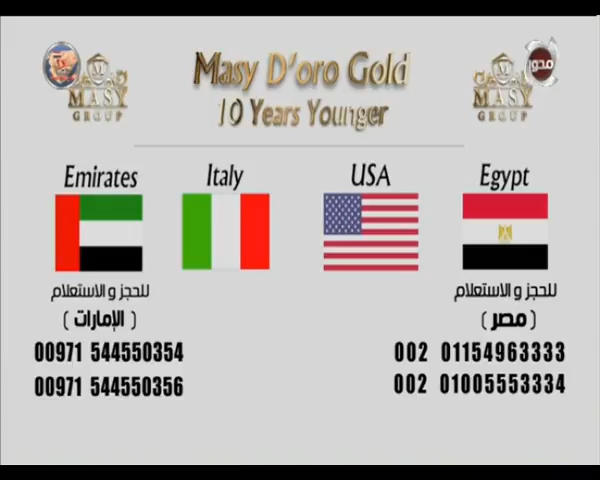 Masy D'oro Gold
10 Years Younger
MASY
GROUP
MASY
GROUP
محور
Emirates
Italy
USA
Egypt
للحجز و الاستعلام
( الإمارات )
00971 544550354
00971 544550356
للحجز و الاستعلام
( مصر )
002 01154963333
002 01005553334